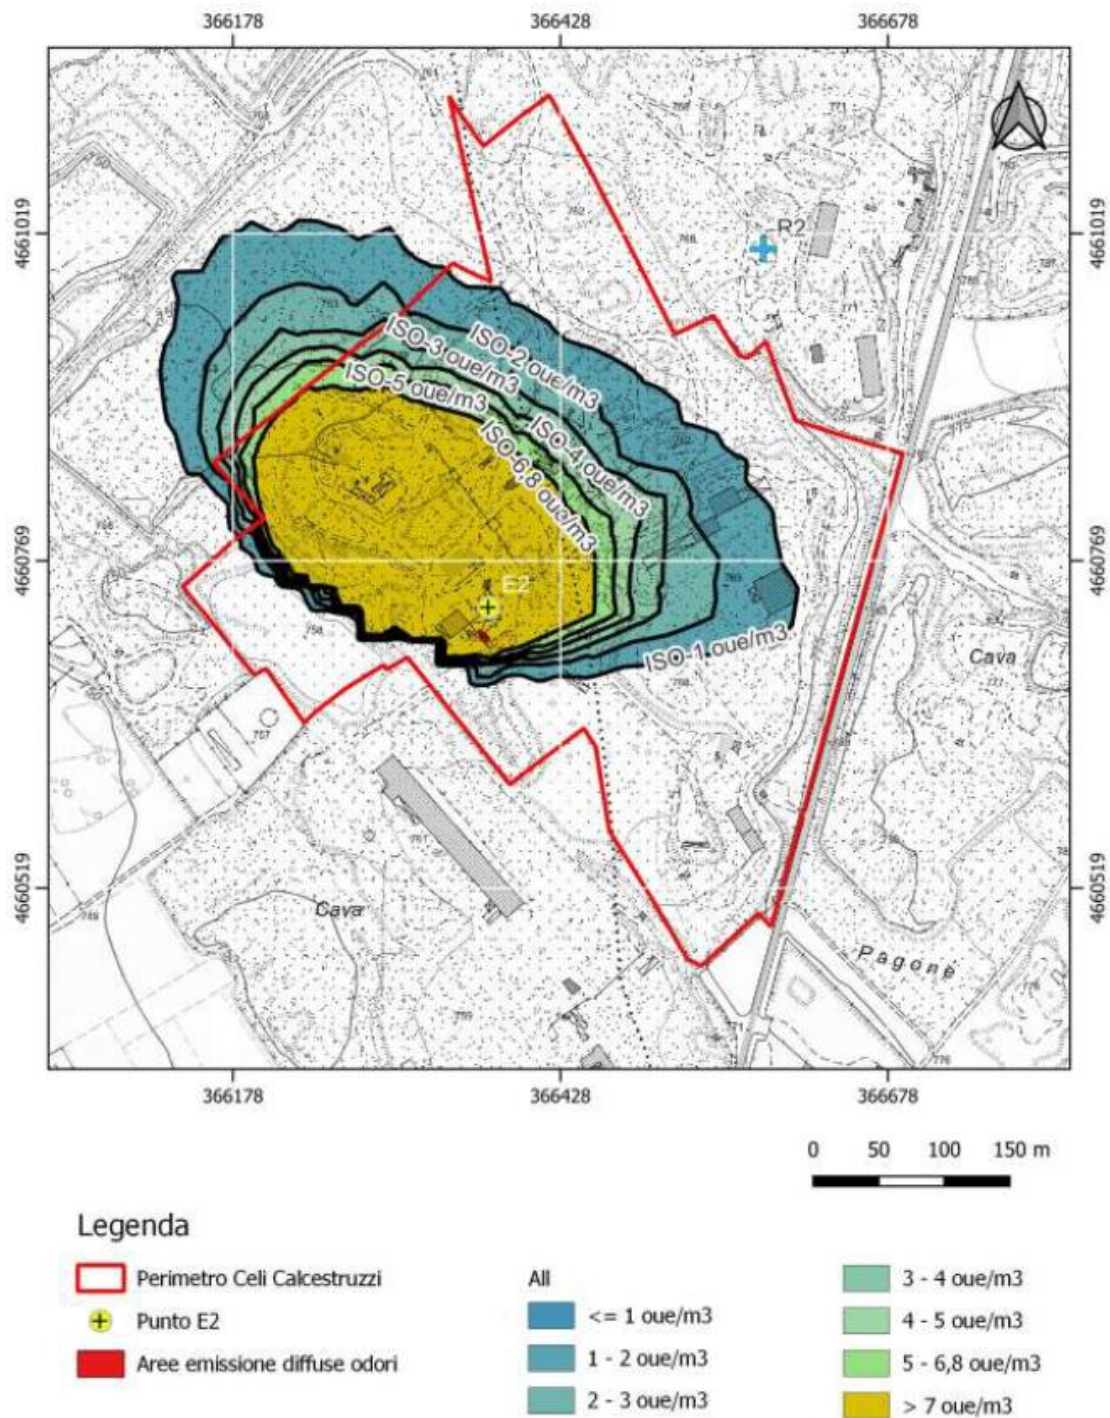 366178 366428 366678
4661019 4661019
R2
ISO-2 oue/m3
ISO-3 oue/m3
ISO-5 oue/m3
ISO-4 oue/m3
ISO-6,8 oue/m3
4660769 4660769
E2
ISO-1 oue/m3
Cava
4660519 4660519
Cava
Pagone
366178 366428 366678
0 50 100 150 m
Legenda
Perimetro Celi Calcestruzzi
Punto E2
Aree emissione diffuse odori
All
<= 1 oue/m3
1 - 2 oue/m3
2 - 3 oue/m3
3 - 4 oue/m3
4 - 5 oue/m3
5 - 6,8 oue/m3
> 7 oue/m3